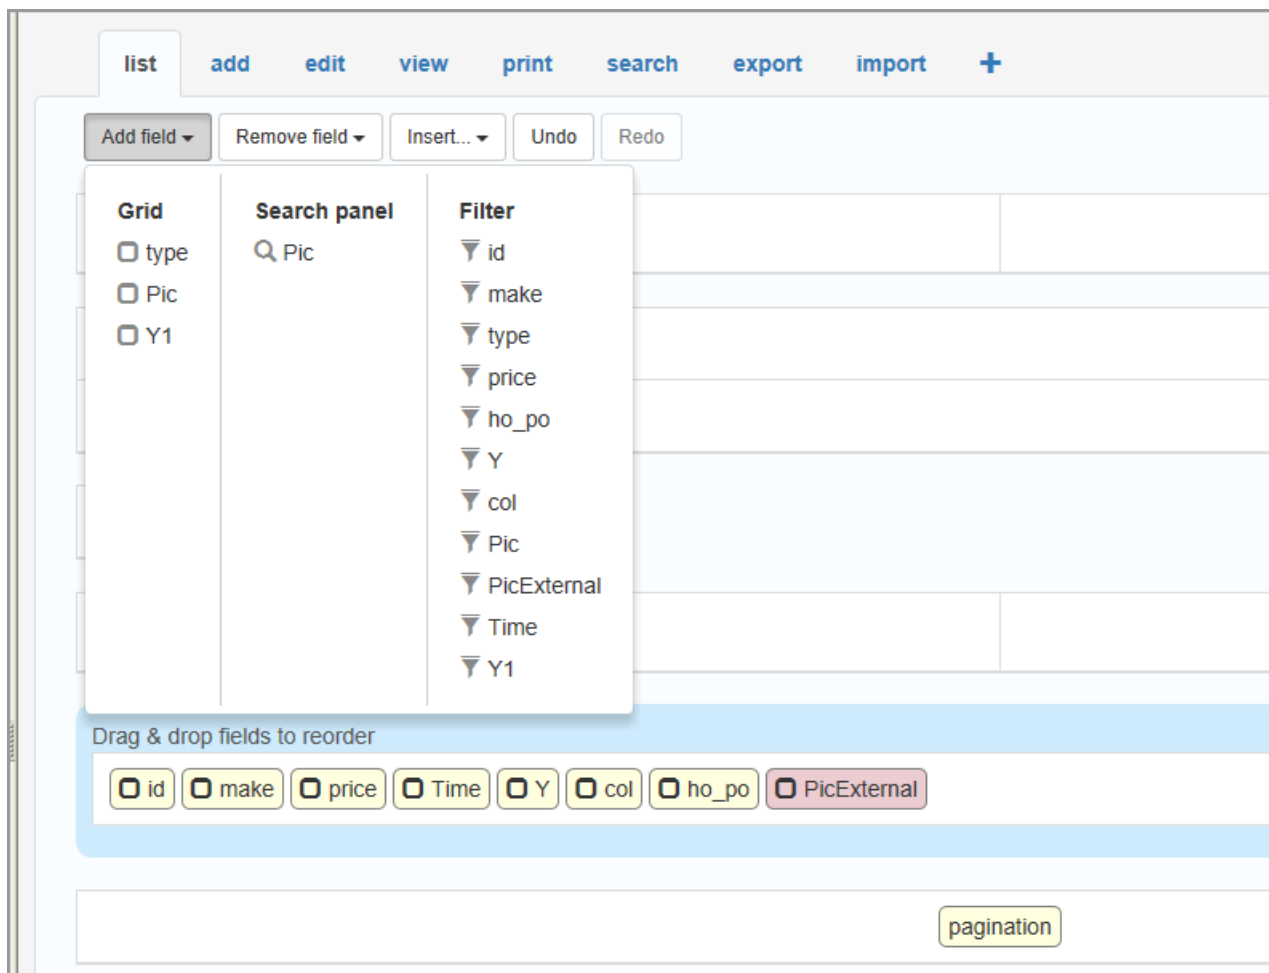 list add edit view print search export import +
Add field Remove field Insert... Undo Redo
Grid Search panel Filter
type Pic id
Pic make
Y1 type
price
ho_po
Y
col
Pic
PicExternal
Time
Y1
Drag & drop fields to reorder
id make price Time Y col ho_po PicExternal
pagination